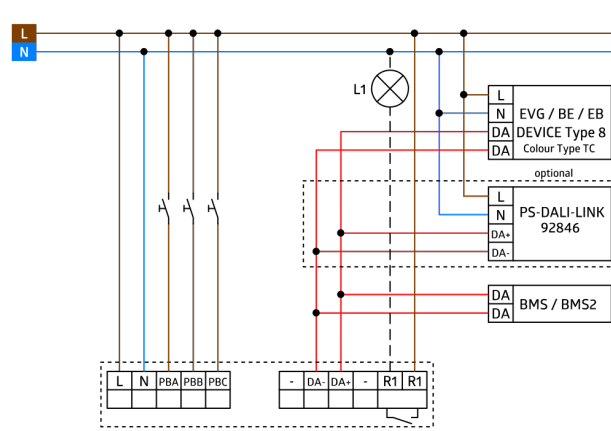 L
N
L1
L
N EVG / BE / EB
DA DEVICE Type 8
DA Colour Type TC
optional
L
N PS-DALI-LINK
DA+ 92846
DA-
DA BMS / BMS2
DA
L N PBA PBB PBC - DA- DA+ - R1 R1